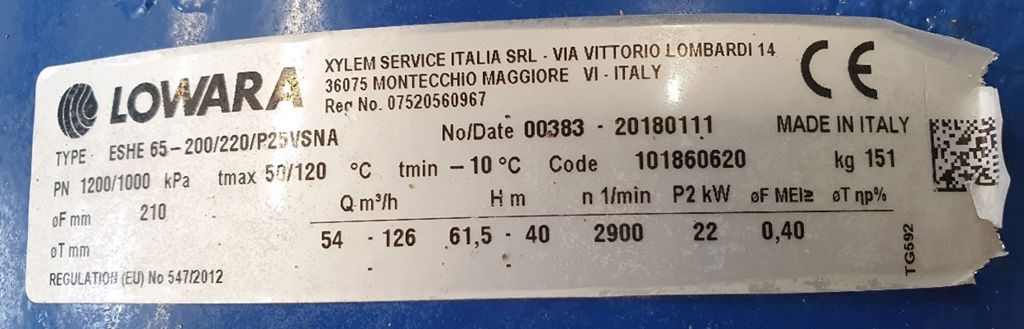 LOWARA
XYLEM SERVICE ITALIA SRL - VIA VITTORIO LOMBARDI 14
36075 MONTECCHIO MAGGIORE VI - ITALY
Reg No. 07520560967
CE
TYPE ESHE 65-200/220/P25VSNA No/Date 00383 - 20180111 MADE IN ITALY
PN 1200/1000 kPa tmax 50/120 °C tmin -10 °C Code 101860620 kg 151
øF mm 210 Q m³/h H m n 1/min P2 kW øF MEI≥ øT ηp%
øT mm 54 - 126 61,5 - 40 2900 22 0,40
REGULATION (EU) No 547/2012
TG592